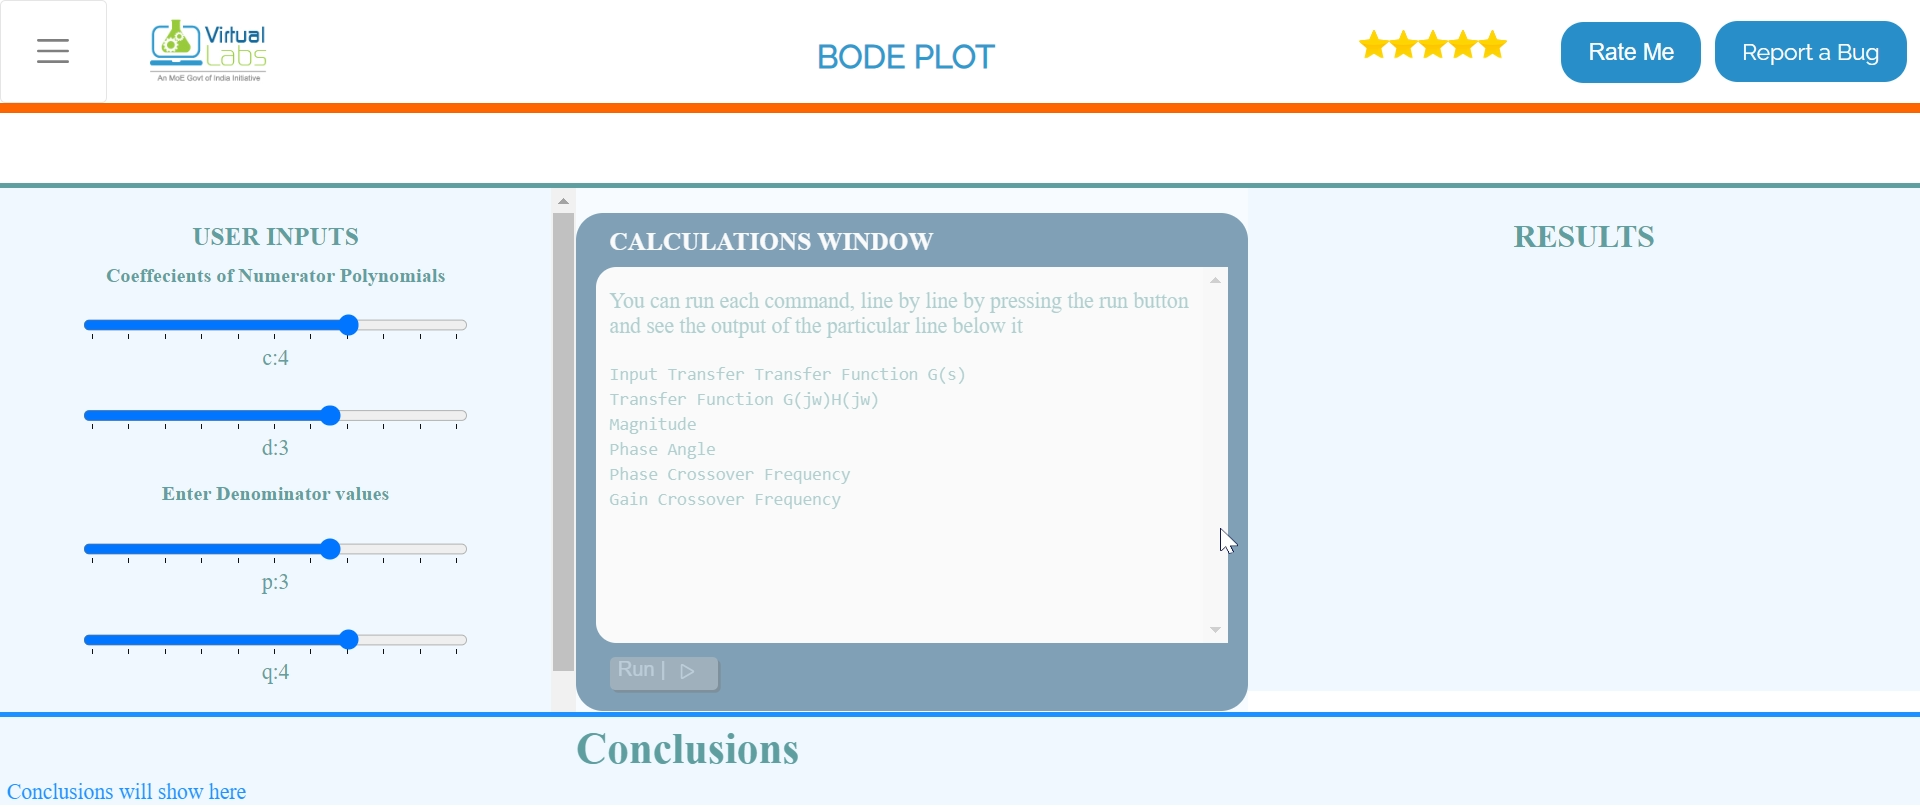 Virtual
Labs
An MoE Govt of India Initiative
BODE PLOT
Rate Me
Report a Bug
USER INPUTS
Coeffecients of Numerator Polynomials
c:4
d:3
Enter Denominator values
p:3
q:4
CALCULATIONS WINDOW
You can run each command, line by line by pressing the run button
and see the output of the particular line below it
Input Transfer Transfer Function G(s)
Transfer Function G(jw)H(jw)
Magnitude
Phase Angle
Phase Crossover Frequency
Gain Crossover Frequency
Run |
RESULTS
Conclusions
Conclusions will show here